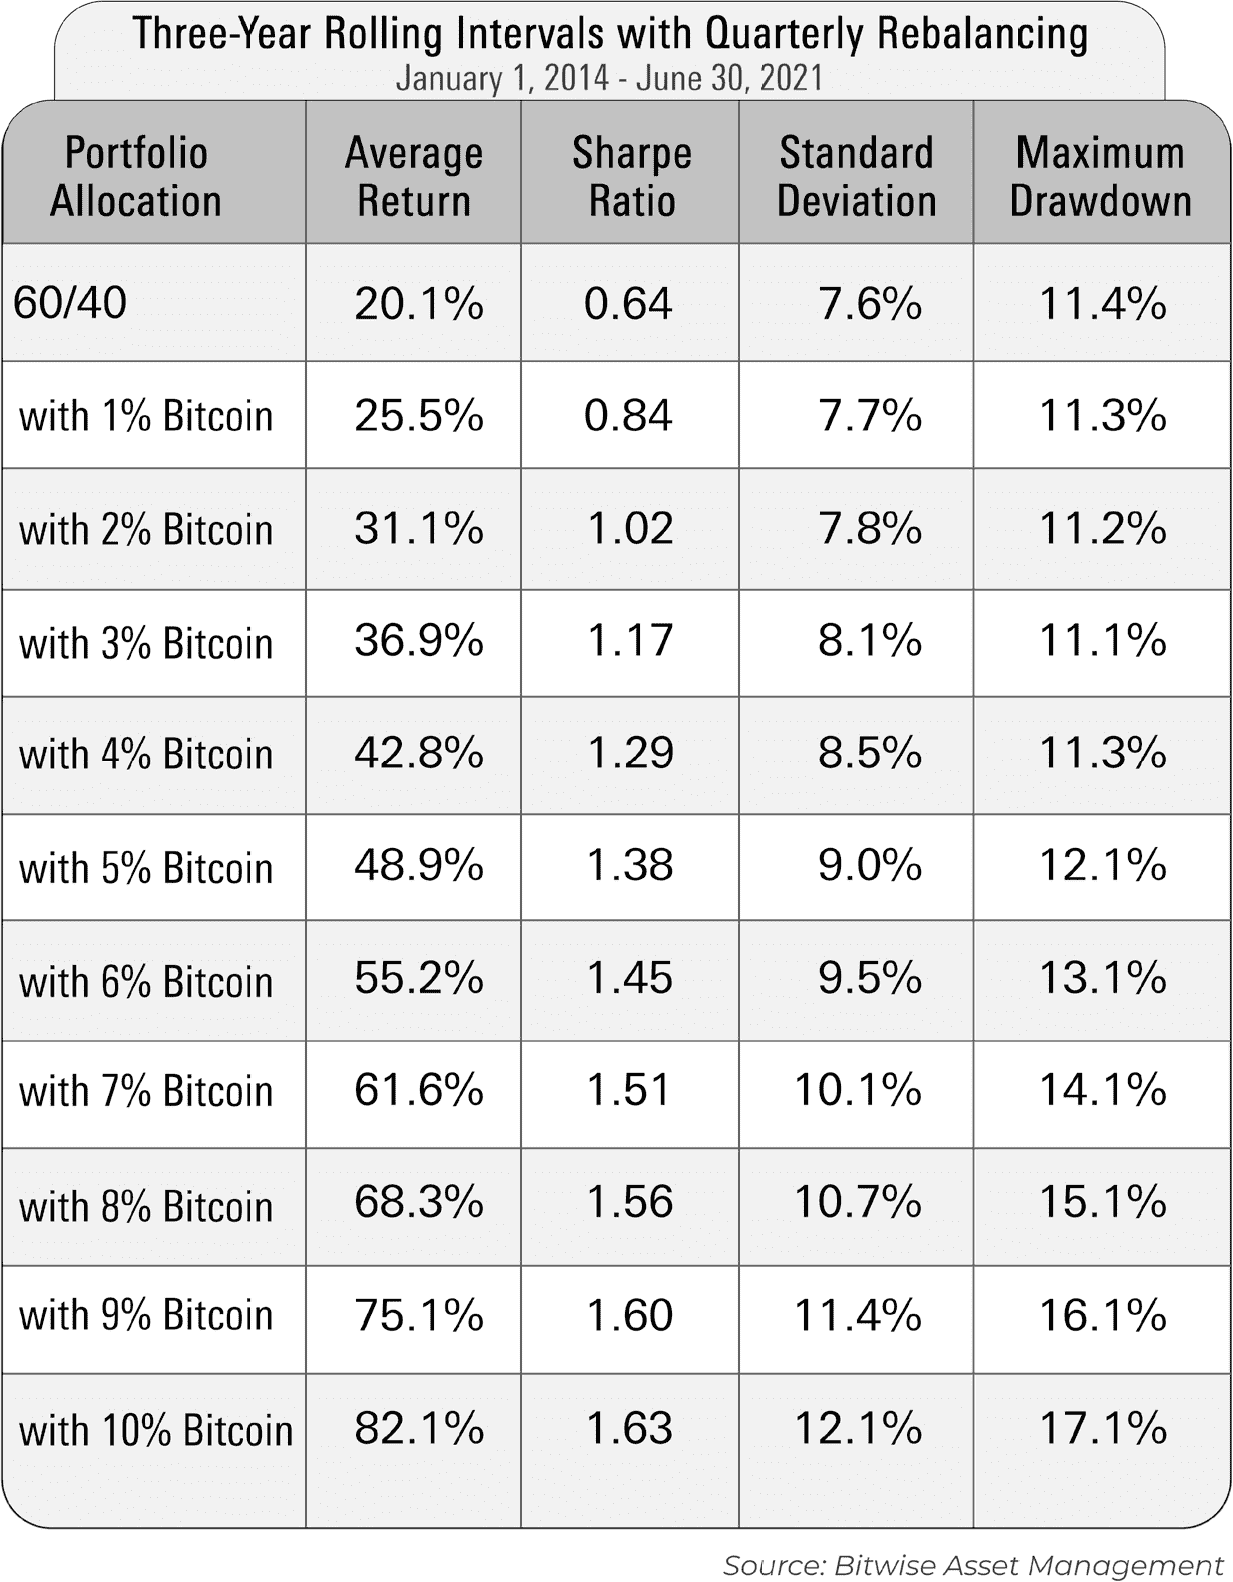 Three-Year Rolling Intervals with Quarterly Rebalancing
January 1, 2014 - June 30, 2021
Portfolio Allocation Average Return Sharpe Ratio Standard Deviation Maximum Drawdown
60/40 20.1% 0.64 7.6% 11.4%
with 1% Bitcoin 25.5% 0.84 7.7% 11.3%
with 2% Bitcoin 31.1% 1.02 7.8% 11.2%
with 3% Bitcoin 36.9% 1.17 8.1% 11.1%
with 4% Bitcoin 42.8% 1.29 8.5% 11.3%
with 5% Bitcoin 48.9% 1.38 9.0% 12.1%
with 6% Bitcoin 55.2% 1.45 9.5% 13.1%
with 7% Bitcoin 61.6% 1.51 10.1% 14.1%
with 8% Bitcoin 68.3% 1.56 10.7% 15.1%
with 9% Bitcoin 75.1% 1.60 11.4% 16.1%
with 10% Bitcoin 82.1% 1.63 12.1% 17.1%
Source: Bitwise Asset Management